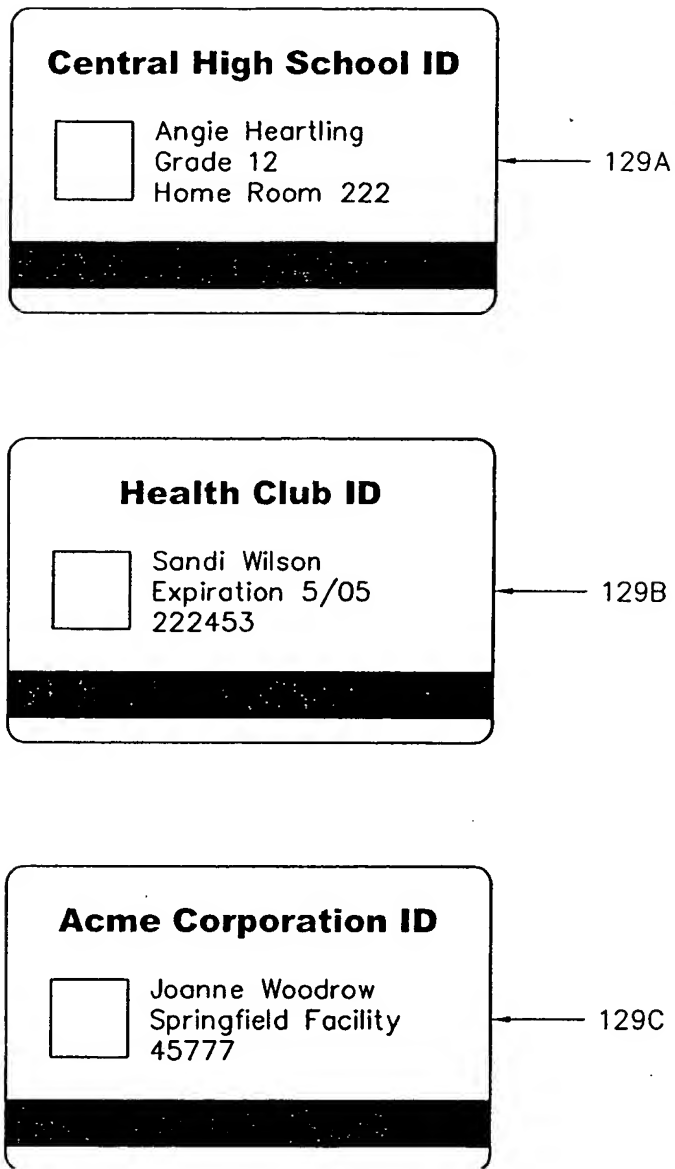 Central High School ID
Angie Heartling
Grade 12
Home Room 222
129A
Health Club ID
Sandi Wilson
Expiration 5/05
222453
129B
Acme Corporation ID
Joanne Woodrow
Springfield Facility
45777
129C